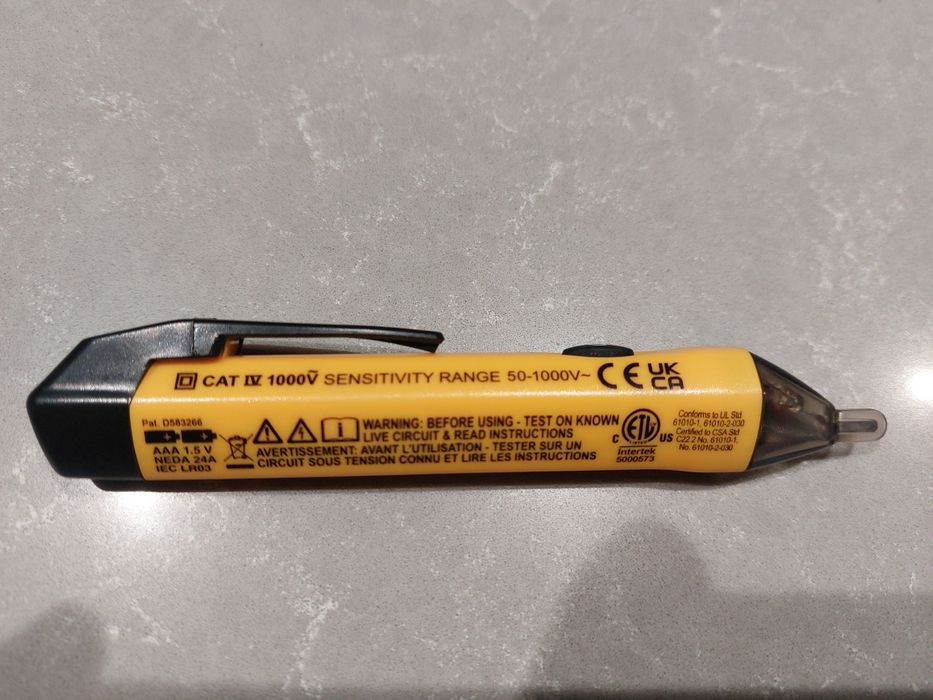 CAT IV 1000V~ SENSITIVITY RANGE 50-1000V~ CE UK
CA
Pat. D583266
AAA 1.5 V
NEDA 24A
IEC LR03
WARNING: BEFORE USING - TEST ON KNOWN
LIVE CIRCUIT & READ INSTRUCTIONS
AVERTISSEMENT: AVANT L'UTILISATION - TESTER SUR UN
CIRCUIT SOUS TENSION CONNU ET LIRE LES INSTRUCTIONS
C ETL US
Intertek
5000573
Conforms to UL Std
61010-1, 61010-2-030
Certified to CSA Std
C22.2 No. 61010-1,
No. 61010-2-030